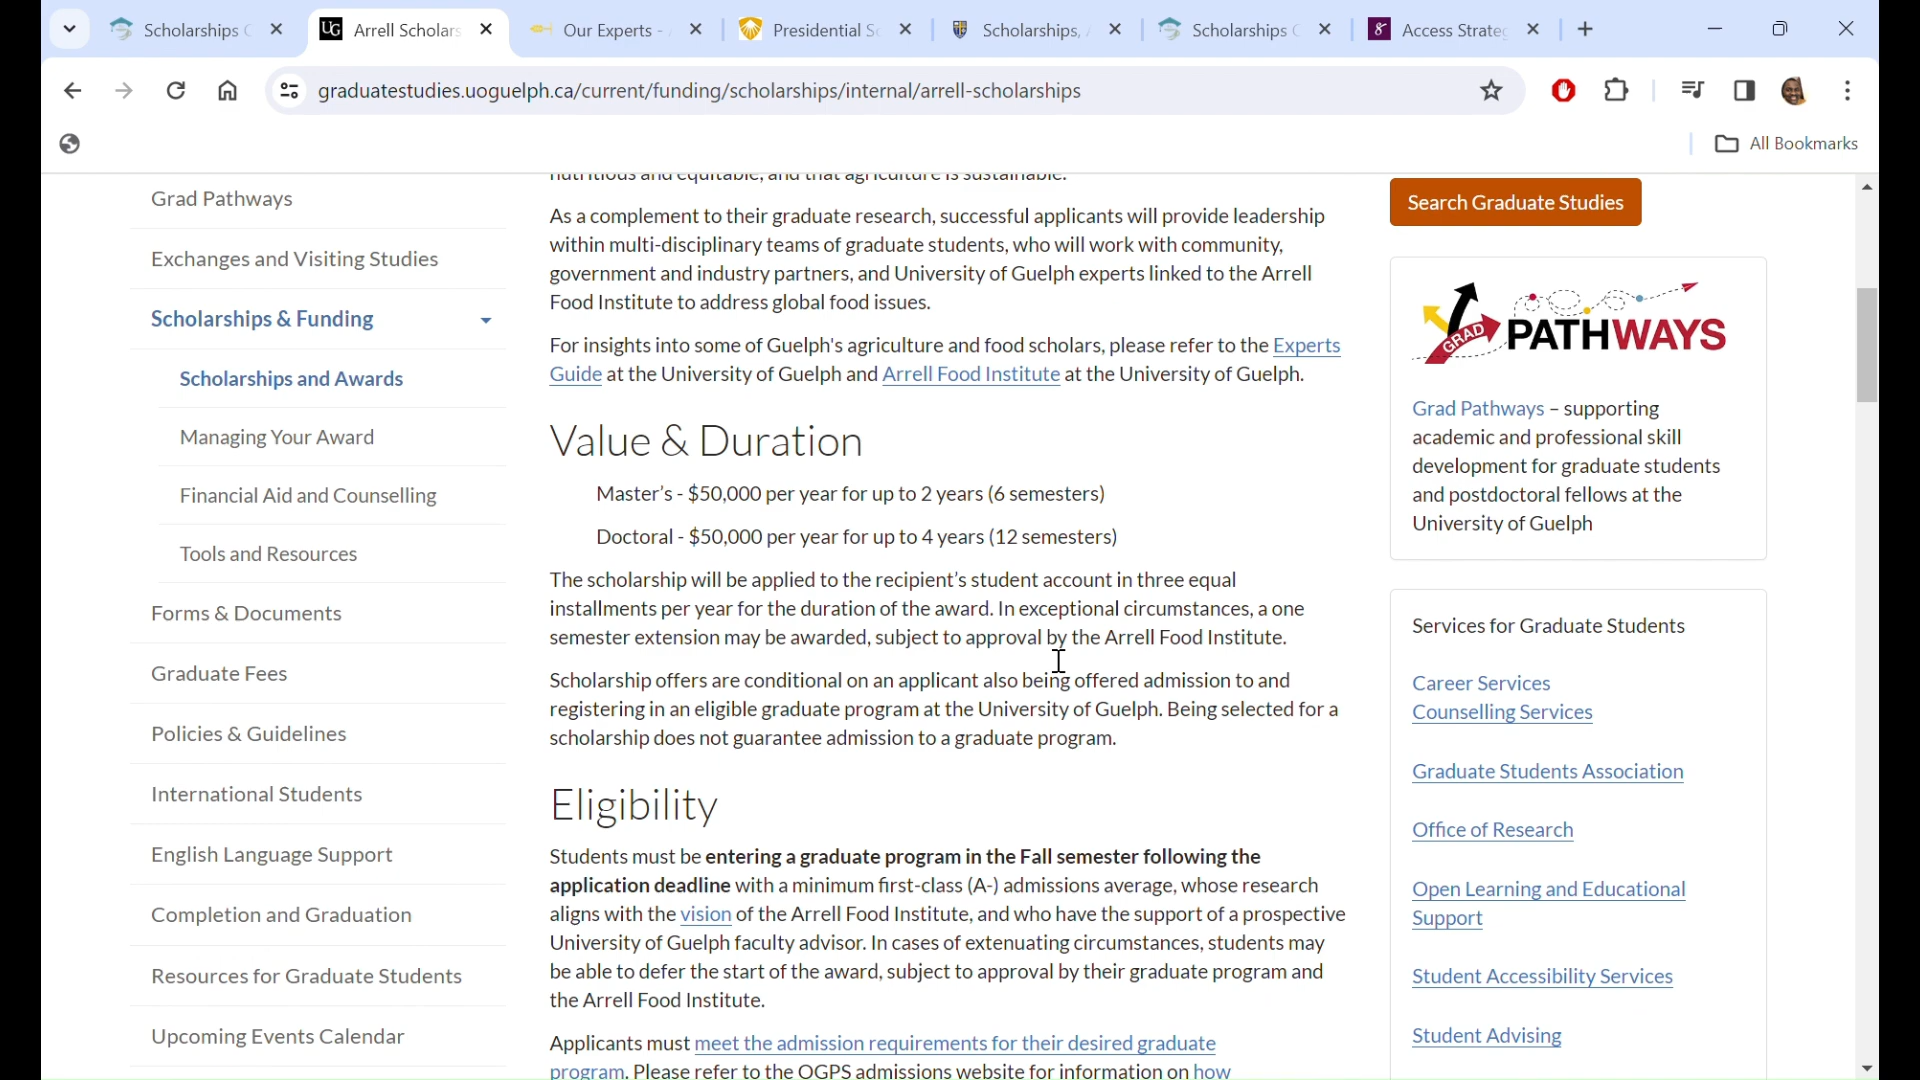 Scholarships C
Arrell Scholars
Our Experts -
Presidential Sc
Scholarships,
Scholarships C
Access Strateg
graduatestudies.uoguelph.ca/current/funding/scholarships/internal/arrell-scholarships
All Bookmarks
Grad Pathways
Exchanges and Visiting Studies
Scholarships & Funding
Scholarships and Awards
Managing Your Award
Financial Aid and Counselling
Tools and Resources
Forms & Documents
Graduate Fees
Policies & Guidelines
International Students
English Language Support
Completion and Graduation
Resources for Graduate Students
Upcoming Events Calendar
nutritious and equitable, and that agriculture is sustainable.
As a complement to their graduate research, successful applicants will provide leadership
within multi-disciplinary teams of graduate students, who will work with community,
government and industry partners, and University of Guelph experts linked to the Arrell
Food Institute to address global food issues.
For insights into some of Guelph's agriculture and food scholars, please refer to the Experts
Guide at the University of Guelph and Arrell Food Institute at the University of Guelph.
Value & Duration
Master's - $50,000 per year for up to 2 years (6 semesters)
Doctoral - $50,000 per year for up to 4 years (12 semesters)
The scholarship will be applied to the recipient's student account in three equal
installments per year for the duration of the award. In exceptional circumstances, a one
semester extension may be awarded, subject to approval by the Arrell Food Institute.
Scholarship offers are conditional on an applicant also being offered admission to and
registering in an eligible graduate program at the University of Guelph. Being selected for a
scholarship does not guarantee admission to a graduate program.
Eligibility
Students must be entering a graduate program in the Fall semester following the
application deadline with a minimum first-class (A-) admissions average, whose research
aligns with the vision of the Arrell Food Institute, and who have the support of a prospective
University of Guelph faculty advisor. In cases of extenuating circumstances, students may
be able to defer the start of the award, subject to approval by their graduate program and
the Arrell Food Institute.
Applicants must meet the admission requirements for their desired graduate
program. Please refer to the OGPS admissions website for information on how
Search Graduate Studies
GRAD PATHWAYS
Grad Pathways – supporting
academic and professional skill
development for graduate students
and postdoctoral fellows at the
University of Guelph
Services for Graduate Students
Career Services
Counselling Services
Graduate Students Association
Office of Research
Open Learning and Educational
Support
Student Accessibility Services
Student Advising